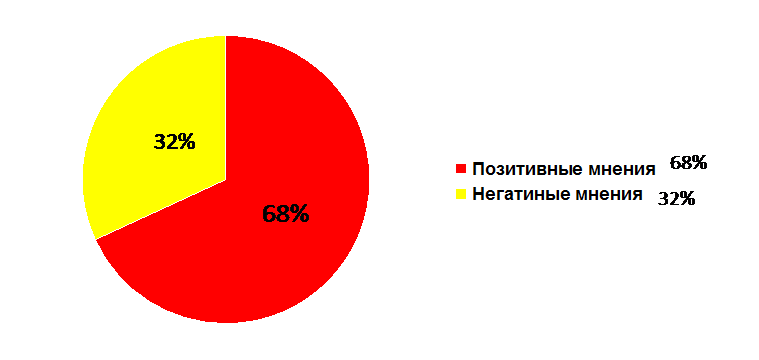 32%
68%
Позитивные мнения 68%
Негатиные мнения 32%